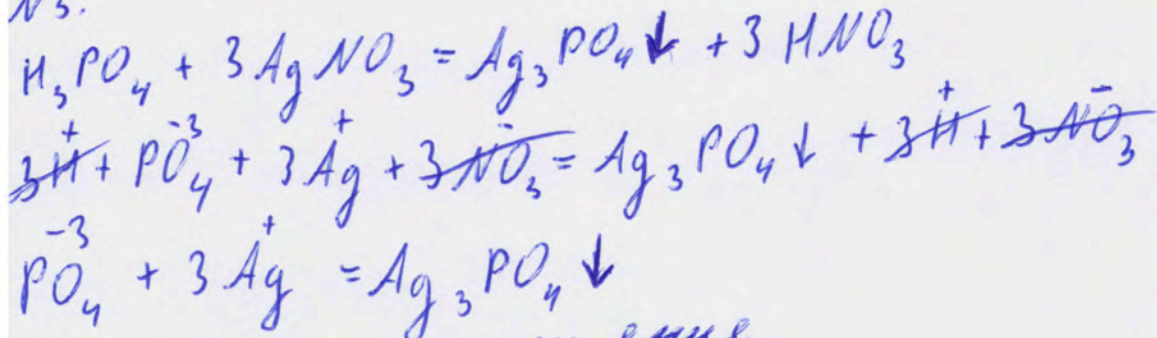 №3.
H₃PO₄ + 3AgNO₃ = Ag₃PO₄↓ + 3HNO₃
3H⁺ + PO₄⁻³ + 3Ag⁺ + 3NO₃⁻ = Ag₃PO₄↓ + 3H⁺ + 3NO₃⁻
PO₄⁻³ + 3Ag⁺ = Ag₃PO₄↓